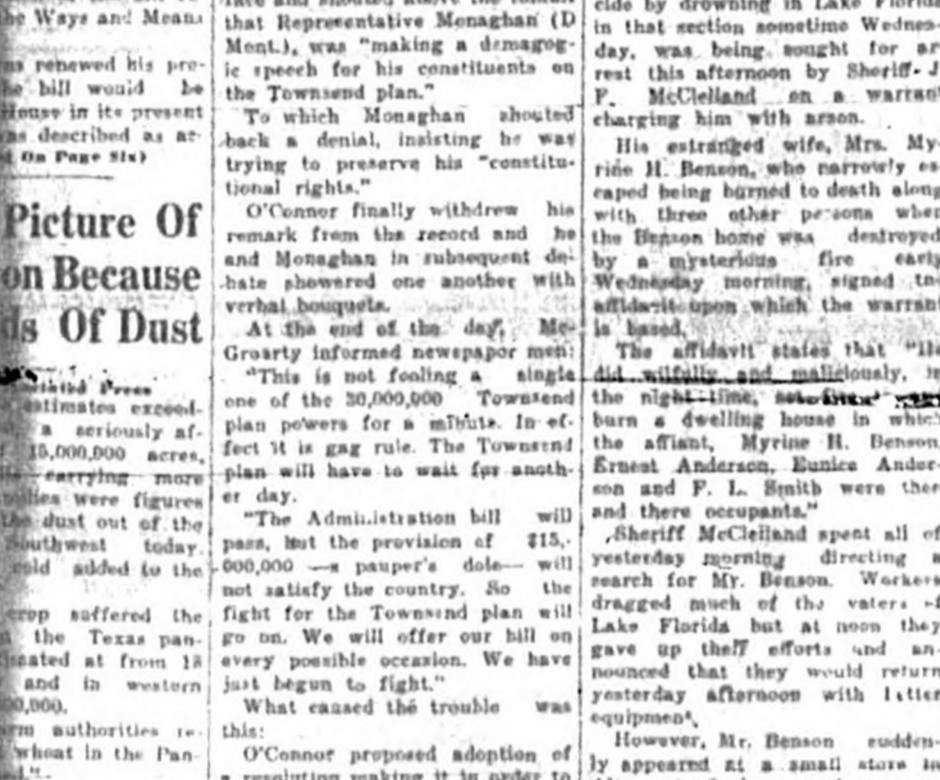 he Ways and Means
renewed his pro-
bill would be
House in its present
as described as ac-
On Page Six)
Picture Of
on Because
ds Of Dust
Press
estimates exceed-
a seriously af-
15,000,000 acres,
carrying more
were figures
the dust out of the
Southwest today.
cold added to the
crop suffered the
the Texas pan-
at from 18
and in western
00,000.
authorities re-
wheat in the Pan-
that Representative Monaghan (D
Mont.), was "making a demagog-
ic speech for his constituents on
the Townsend plan."
To which Monaghan shouted
back a denial, insisting he was
trying to preserve his "constitu-
tional rights."
O'Connor finally withdrew his
remark from the record and he
and Monaghan in subsequent de-
bate showered one another with
verbal bouquets.
At the end of the day, Mc-
Groarty informed newspapor men:
"This is not fooling a single
one of the 30,000,000 Townsend
plan powers for a minute. In ef-
fect it is gag rule. The Townsend
plan will have to wait for anoth-
er day.
"The Administration bill will
pass, but the provision of $15,-
000,000 —a pauper's dole— will
not satisfy the country. So the
fight for the Townsend plan will
go on. We will offer our bill on
every possible occasion. We have
just begun to fight."
What caused the trouble was
this:
O'Connor proposed adoption of
a resolution making it in order to
cide by drowning in Lake Florida
in that section sometime Wednes-
day, was being sought for ar
rest this afternoon by Sheriff J
F. McClelland on a warrant
charging him with arson.
His estranged wife, Mrs. My-
rine H. Benson, who narrowly es-
caped being burned to death along
with three other persons when
the Benson home was destroyed
by a mysterious fire early
Wednesday morning, signed the
affidavit upon which the warrant
is based.
The affidavit states that "He
did wilfully and maliciously, in
the night time,
burn a dwelling house in which
the affiant, Myrine H. Benson
Ernest Anderson, Eunice Ander-
son and F. L. Smith were then
and there occupants."
Sheriff McClelland spent all of
yesterday morning directing a
search for Mr. Benson. Workers
dragged much of the waters of
Lake Florida but at noon they
gave up their efforts and an-
nounced that they would return
yesterday afternoon with better
equipment.
However, Mr. Benson sudden-
ly appeared at a small store in